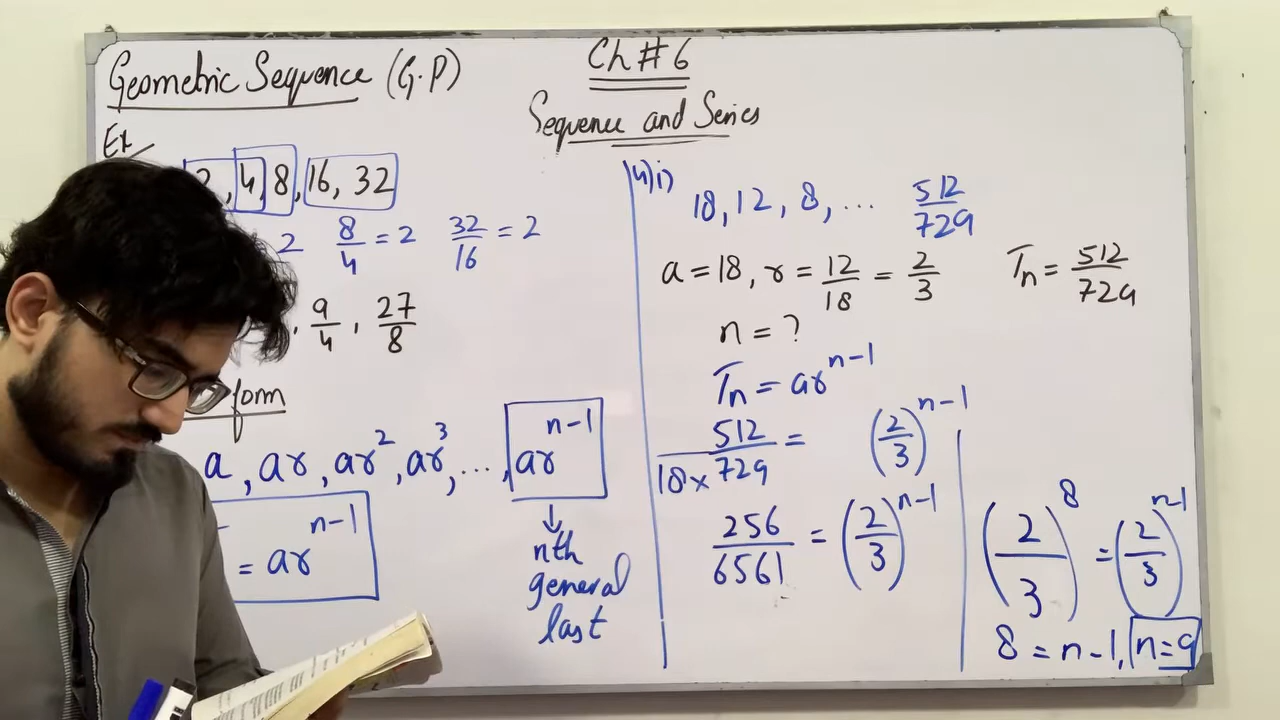 Ch # 6
Sequence and Series
Geometric Sequence (G.P)
Ex
2, 4, 8, 16, 32
2 8/4 = 2 32/16 = 2
, 9/4, 27/8
form
a, ar, ar², ar³, ..., arⁿ⁻¹
= arⁿ⁻¹
↓
nth
general
last
4) i)
18, 12, 8, ... 512/729
a = 18, r = 12/18 = 2/3 Tn = 512/729
n = ?
Tn = arⁿ⁻¹
512/(18 × 729) = (2/3)ⁿ⁻¹
256/6561 = (2/3)ⁿ⁻¹
(2/3)⁸ = (2/3)ⁿ⁻¹
8 = n-1, n = 9